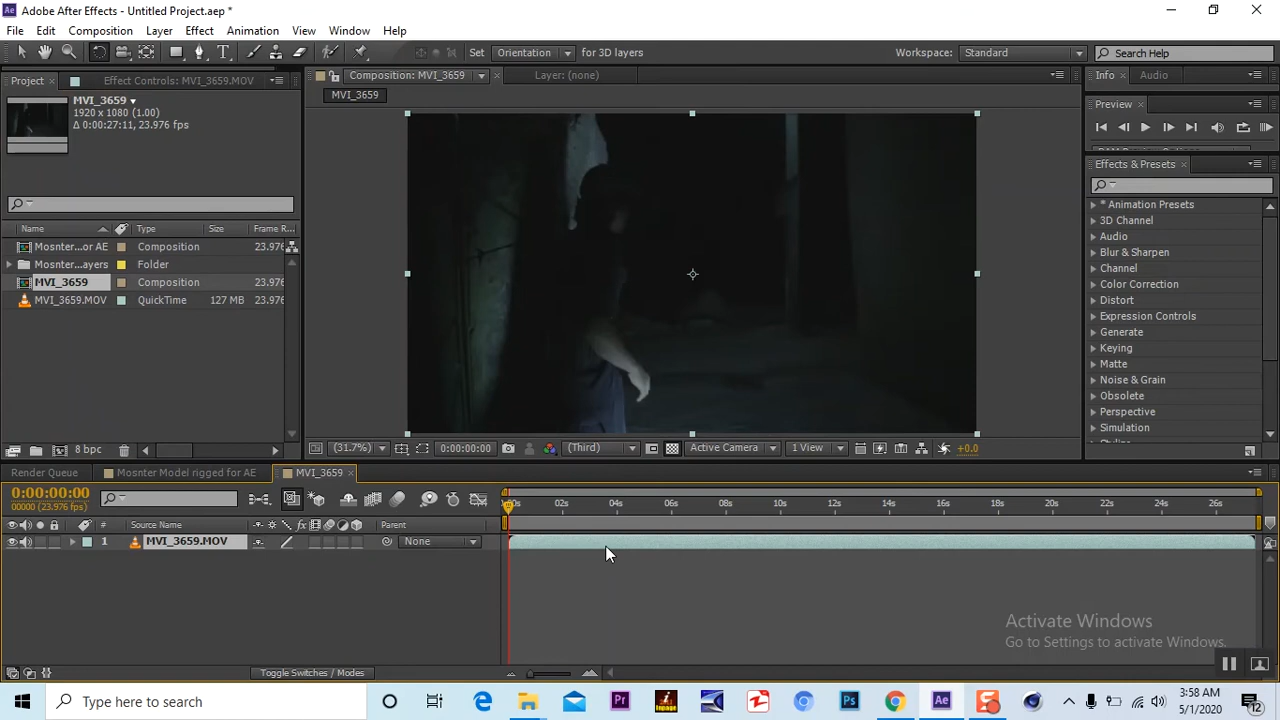 Adobe After Effects - Untitled Project.aep *
File Edit Composition Layer Effect Animation View Window Help
Set Orientation for 3D layers Workspace: Standard Search Help
Project Effect Controls: MVI_3659.MOV
MVI_3659
1920 x 1080 (1.00)
Δ 0:00:27:11, 23.976 fps
Name Type Size Frame R
Mosnter...or AE Composition 23.976
Mosnter...ayers Folder
MVI_3659 Composition 23.976
MVI_3659.MOV QuickTime 127 MB 23.976
8 bpc
Composition: MVI_3659 Layer: (none)
MVI_3659
(31.7%) 0:00:00:00 (Third) Active Camera 1 View +0.0
Info Audio
Preview
Effects & Presets
* Animation Presets
3D Channel
Audio
Blur & Sharpen
Channel
Color Correction
Distort
Expression Controls
Generate
Keying
Matte
Noise & Grain
Obsolete
Perspective
Simulation
Render Queue Mosnter Model rigged for AE MVI_3659
0:00:00:00
00000 (23.976 fps)
02s 04s 06s 08s 10s 12s 14s 16s 18s 20s 22s 24s 26s
# Source Name Parent
1 MVI_3659.MOV None
Toggle Switches / Modes
Activate Windows
Go to Settings to activate Windows.
Type here to search
3:58 AM
5/1/2020
12